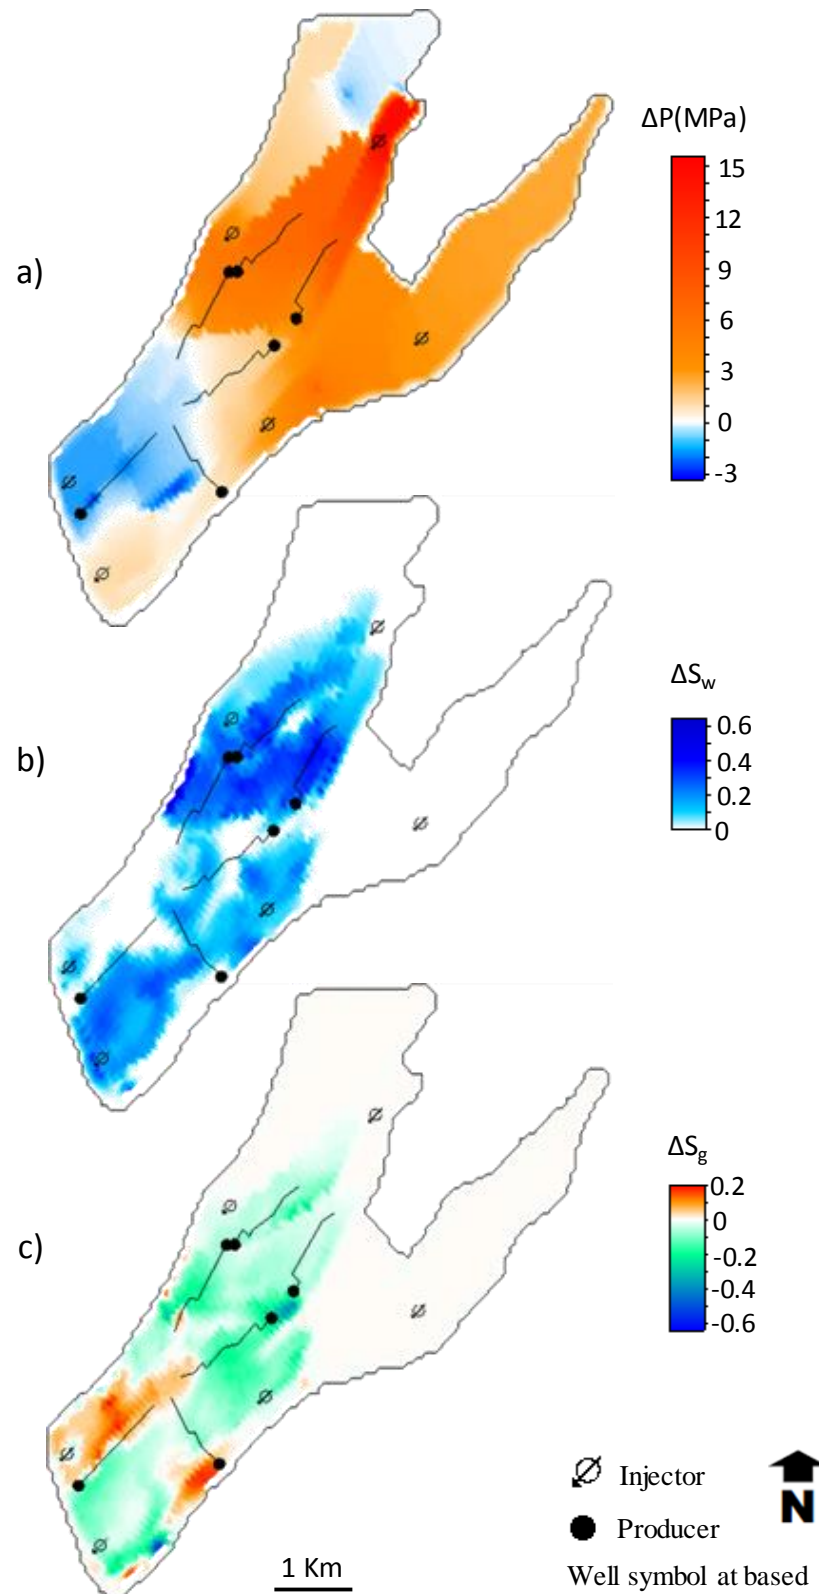 ΔP(MPa)
15
12
9
6
3
0
-3
a)
ΔSw
0.6
0.4
0.2
0
b)
ΔSg
0.2
0
-0.2
-0.4
-0.6
c)
Injector
Producer
N
1 Km
Well symbol at based